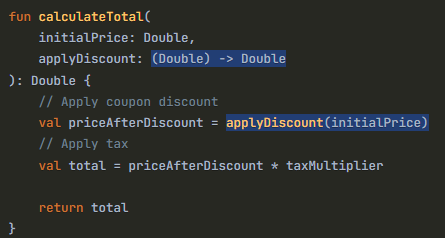 fun calculateTotal(
    initialPrice: Double,
    applyDiscount: (Double) -> Double
): Double {
    // Apply coupon discount
    val priceAfterDiscount = applyDiscount(initialPrice)
    // Apply tax
    val total = priceAfterDiscount * taxMultiplier

    return total
}